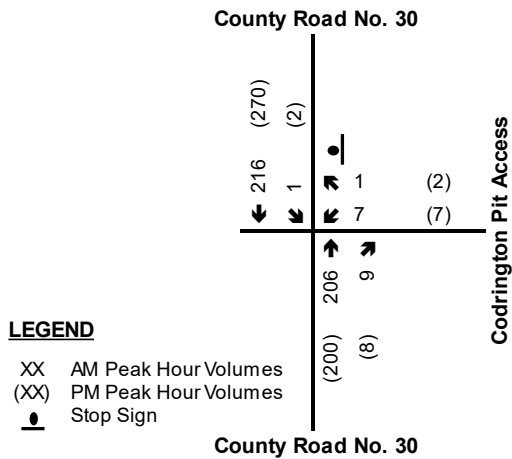 County Road No. 30
(270)
(2)
216
1
1 (2)
7 (7)
Codrington Pit Access
206
9
(200)
(8)
LEGEND
XX AM Peak Hour Volumes
(XX) PM Peak Hour Volumes
Stop Sign
County Road No. 30